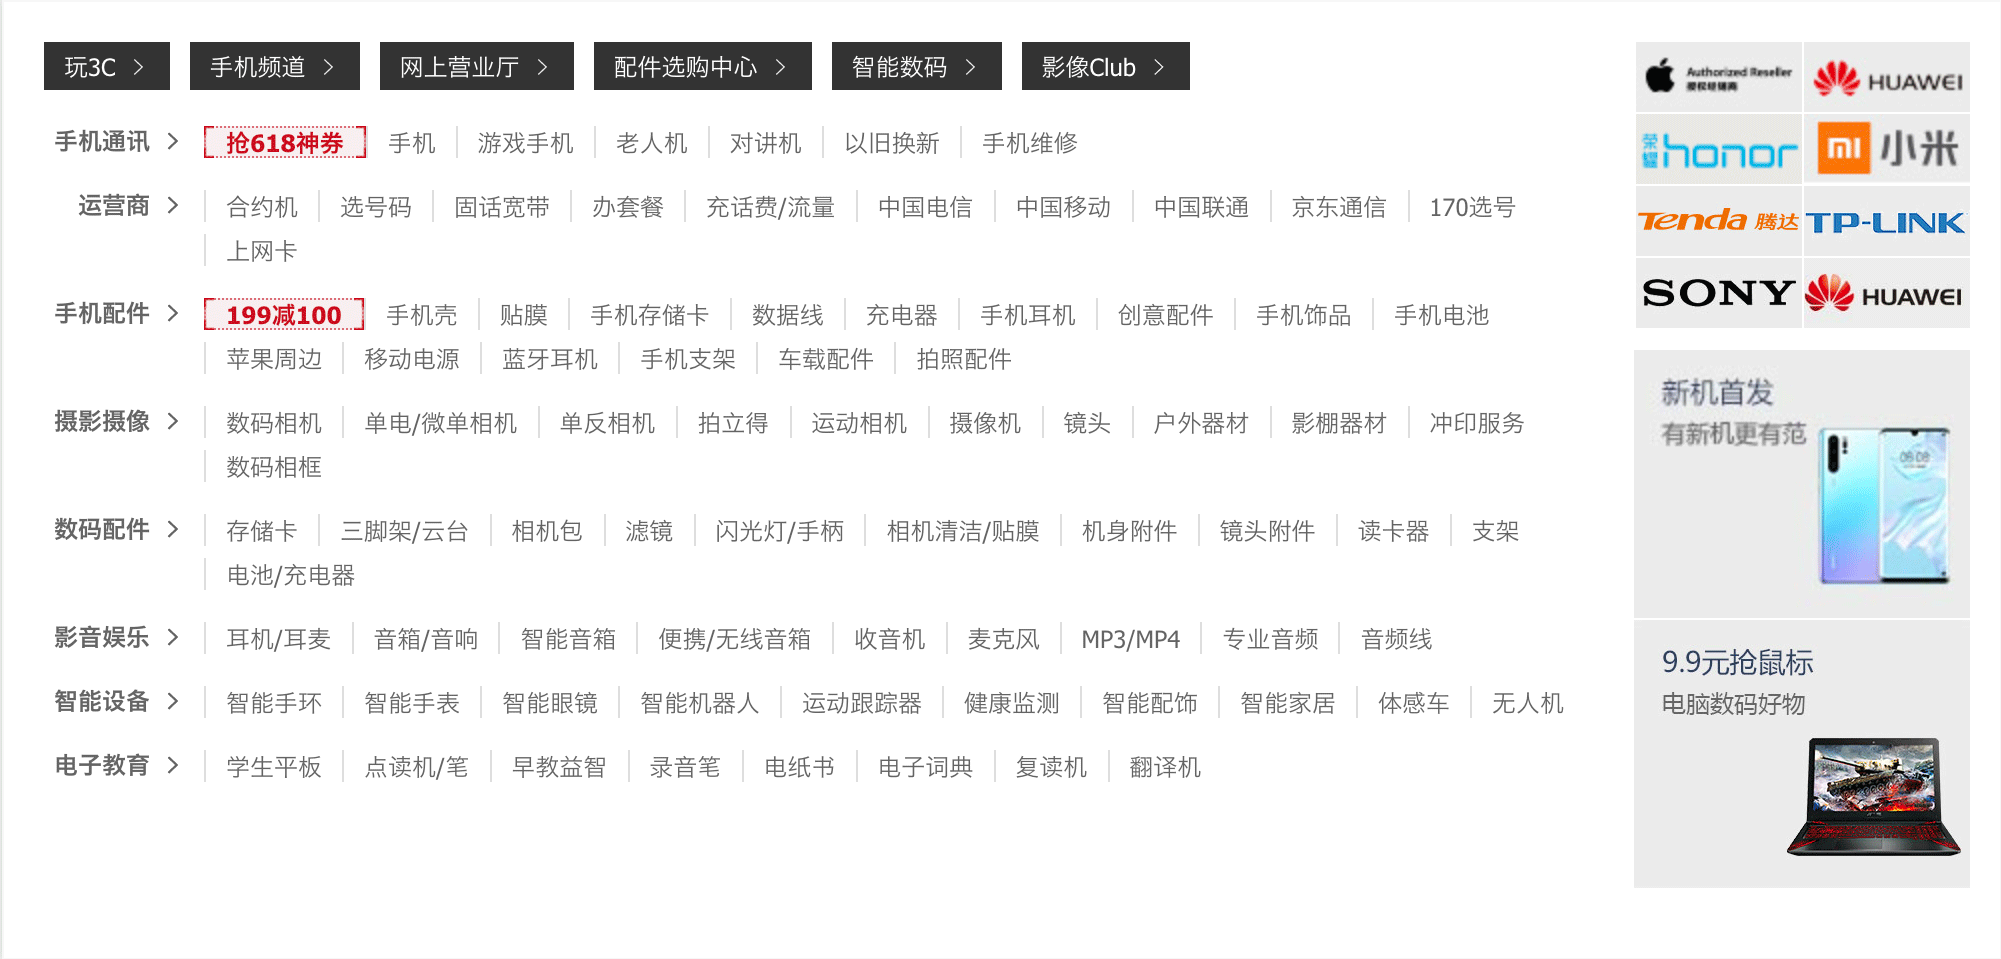 玩3C > 手机频道 > 网上营业厅 > 配件选购中心 > 智能数码 > 影像Club >
手机通讯 > 抢618神券 手机 游戏手机 老人机 对讲机 以旧换新 手机维修
运营商 > 合约机 选号码 固话宽带 办套餐 充话费/流量 中国电信 中国移动 中国联通 京东通信 170选号
上网卡
手机配件 > 199减100 手机壳 贴膜 手机存储卡 数据线 充电器 手机耳机 创意配件 手机饰品 手机电池
苹果周边 移动电源 蓝牙耳机 手机支架 车载配件 拍照配件
摄影摄像 > 数码相机 单电/微单相机 单反相机 拍立得 运动相机 摄像机 镜头 户外器材 影棚器材 冲印服务
数码相框
数码配件 > 存储卡 三脚架/云台 相机包 滤镜 闪光灯/手柄 相机清洁/贴膜 机身附件 镜头附件 读卡器 支架
电池/充电器
影音娱乐 > 耳机/耳麦 音箱/音响 智能音箱 便携/无线音箱 收音机 麦克风 MP3/MP4 专业音频 音频线
智能设备 > 智能手环 智能手表 智能眼镜 智能机器人 运动跟踪器 健康监测 智能配饰 智能家居 体感车 无人机
电子教育 > 学生平板 点读机/笔 早教益智 录音笔 电纸书 电子词典 复读机 翻译机
Authorized Reseller
授权经销商
HUAWEI
荣耀 honor
mi 小米
Tenda 腾达
TP-LINK
SONY
HUAWEI
新机首发
有新机更有范
08:08
9.9元抢鼠标
电脑数码好物